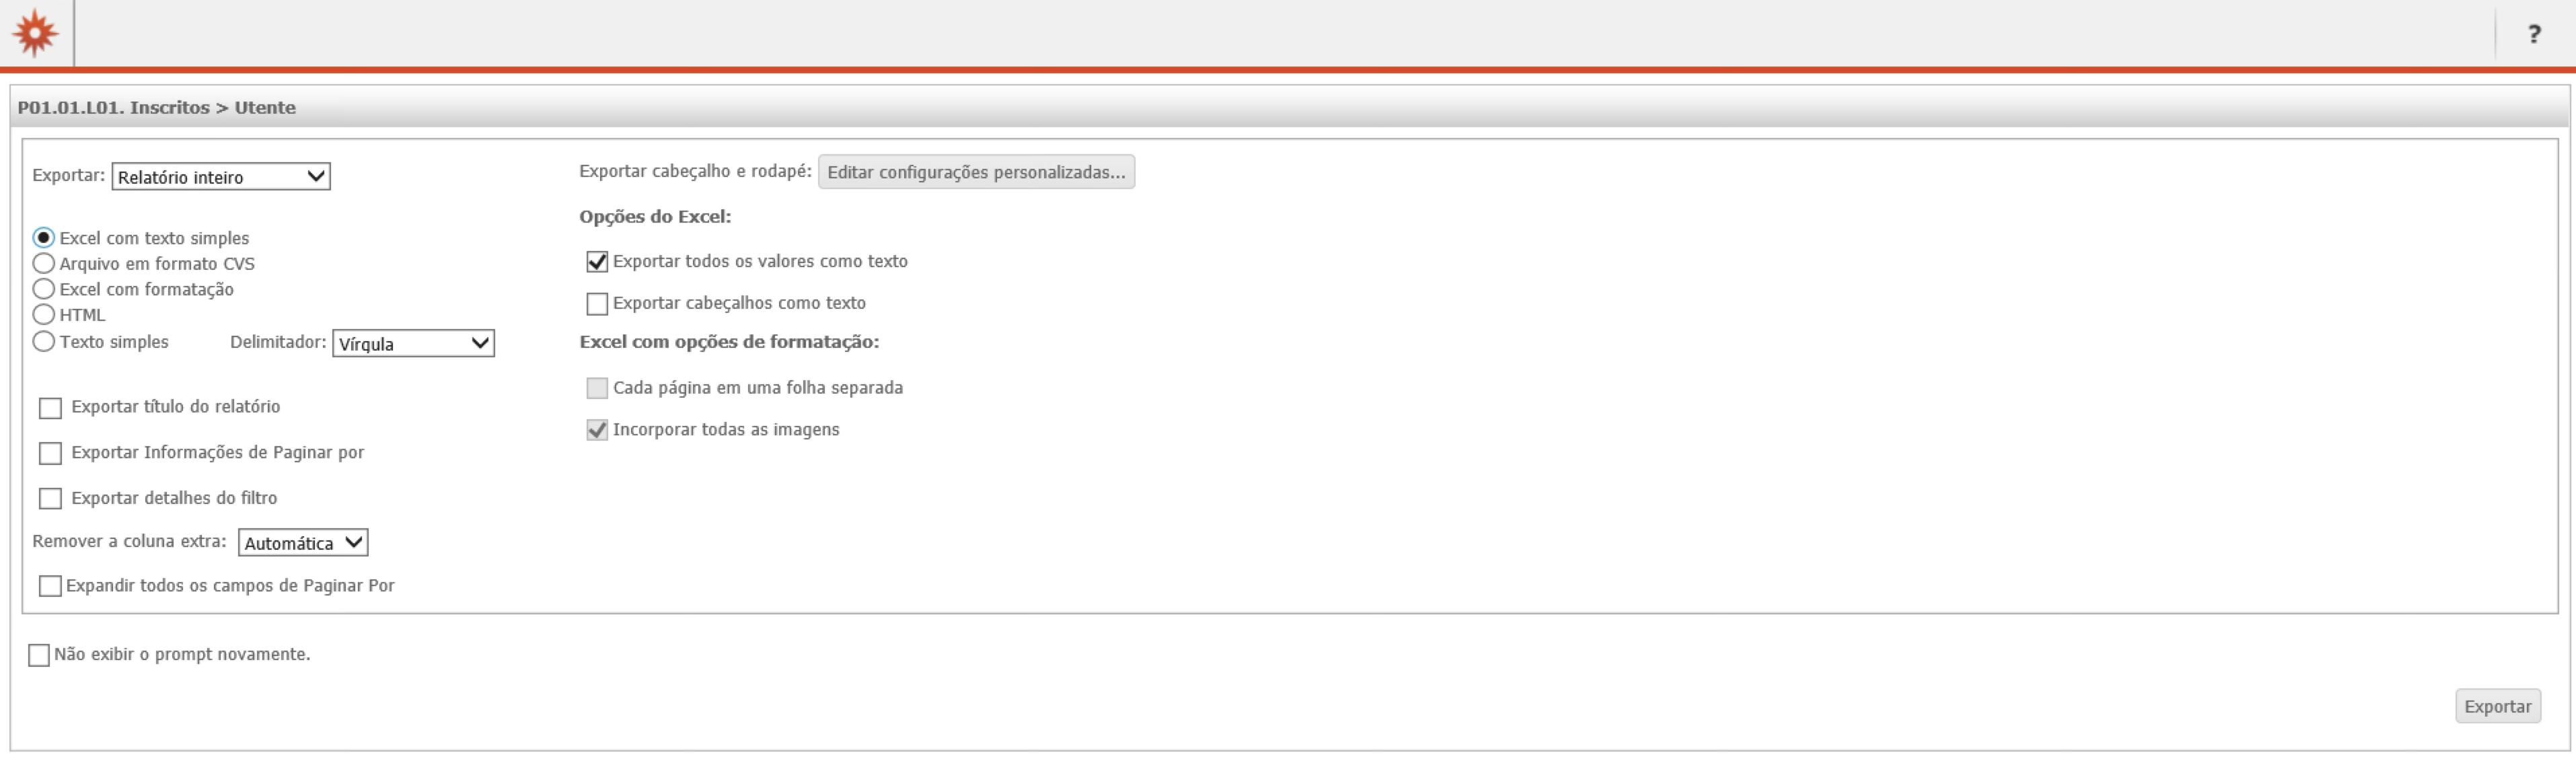 ?
P01.01.L01. Inscritos > Utente
Exportar: Relatório inteiro
Excel com texto simples
Arquivo em formato CVS
Excel com formatação
HTML
Texto simples Delimitador: Vírgula
Exportar título do relatório
Exportar Informações de Paginar por
Exportar detalhes do filtro
Remover a coluna extra: Automática
Expandir todos os campos de Paginar Por
Exportar cabeçalho e rodapé: Editar configurações personalizadas...
Opções do Excel:
Exportar todos os valores como texto
Exportar cabeçalhos como texto
Excel com opções de formatação:
Cada página em uma folha separada
Incorporar todas as imagens
Não exibir o prompt novamente.
Exportar